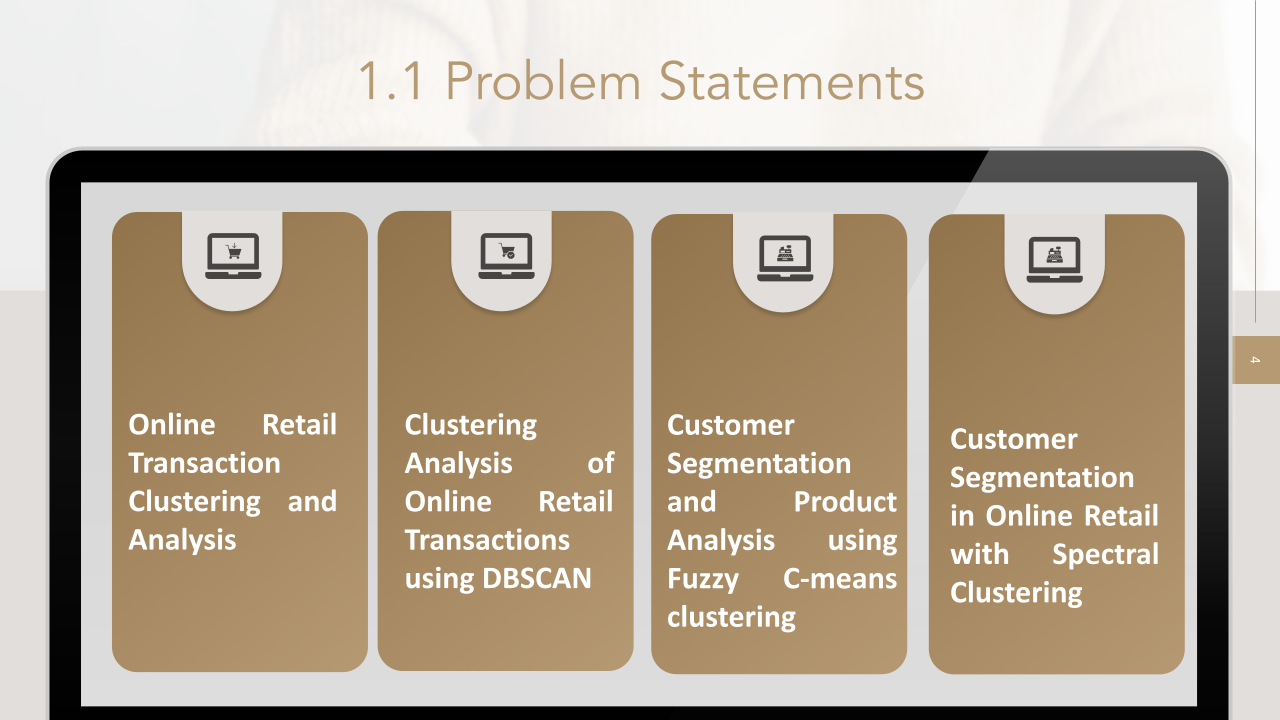 1.1 Problem Statements
Online Retail
Transaction
Clustering and
Analysis
Clustering
Analysis of
Online Retail
Transactions
using DBSCAN
Customer
Segmentation
and Product
Analysis using
Fuzzy C-means
clustering
Customer
Segmentation
in Online Retail
with Spectral
Clustering
4